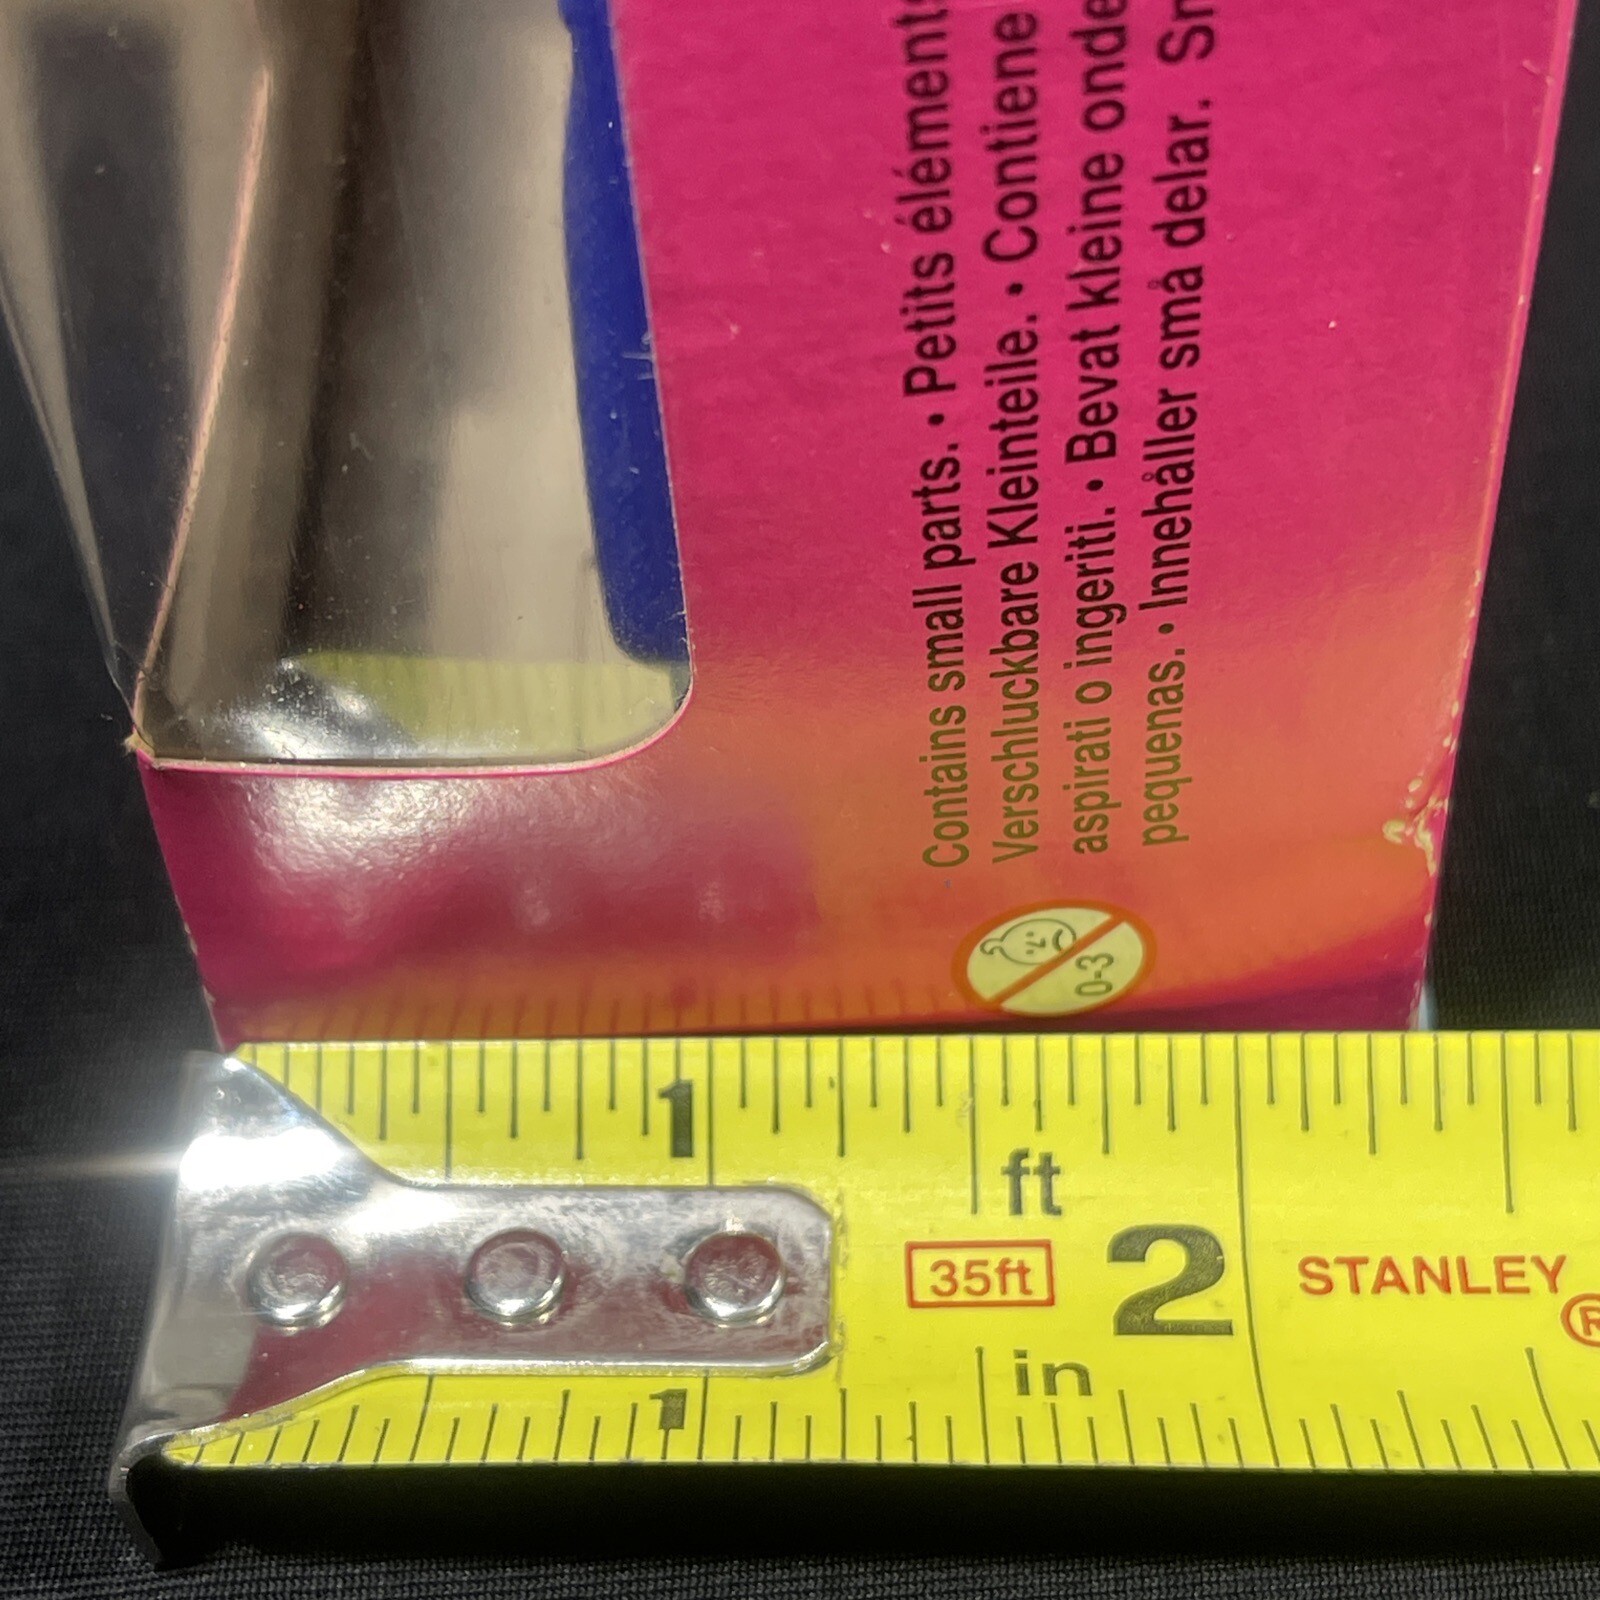 Contains small parts. • Petits éléments
Verschluckbare Kleinteile. • Contiene
aspirati o ingeriti. • Bevat kleine onde
pequenas. • Innehåller små delar. Sm
0-3
1
ft
35ft
2
STANLEY
®
in
1